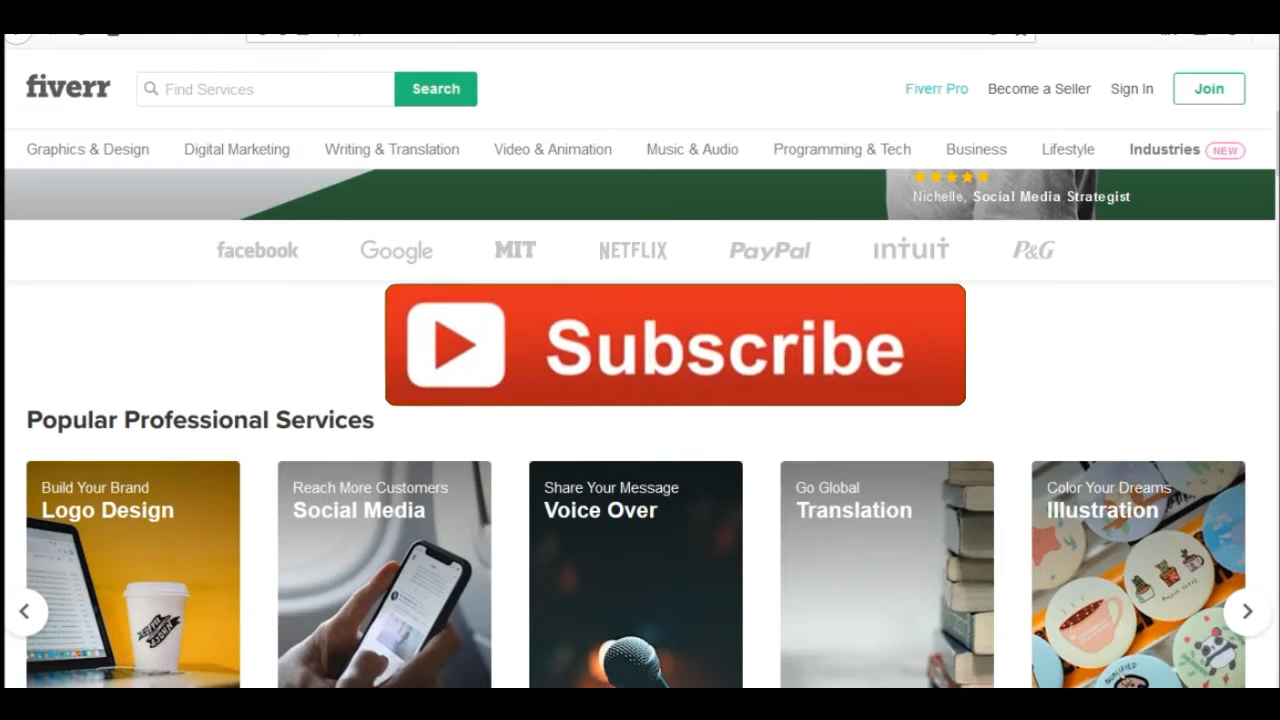 fiverr
Find Services
Search
Fiverr Pro
Become a Seller
Sign In
Join
Graphics & Design
Digital Marketing
Writing & Translation
Video & Animation
Music & Audio
Programming & Tech
Business
Lifestyle
Industries NEW
Nichelle, Social Media Strategist
facebook
Google
MIT
NETFLIX
PayPal
intuit
P&G
Subscribe
Popular Professional Services
Build Your Brand
Logo Design
Reach More Customers
Social Media
Share Your Message
Voice Over
Go Global
Translation
Color Your Dreams
Illustration